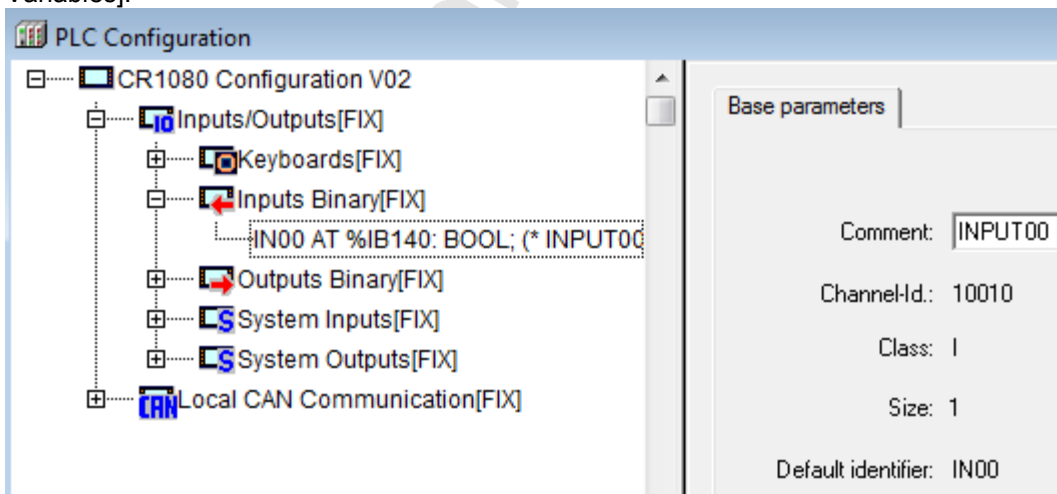 Variables].
PLC Configuration
CR1080 Configuration V02
Inputs/Outputs[FIX]
Keyboards[FIX]
Inputs Binary[FIX]
IN00 AT %IB140: BOOL; (* INPUT00
Outputs Binary[FIX]
System Inputs[FIX]
System Outputs[FIX]
CAN Local CAN Communication[FIX]
Base parameters
Comment: INPUT00
Channel-Id.: 10010
Class: I
Size: 1
Default identifier: IN00